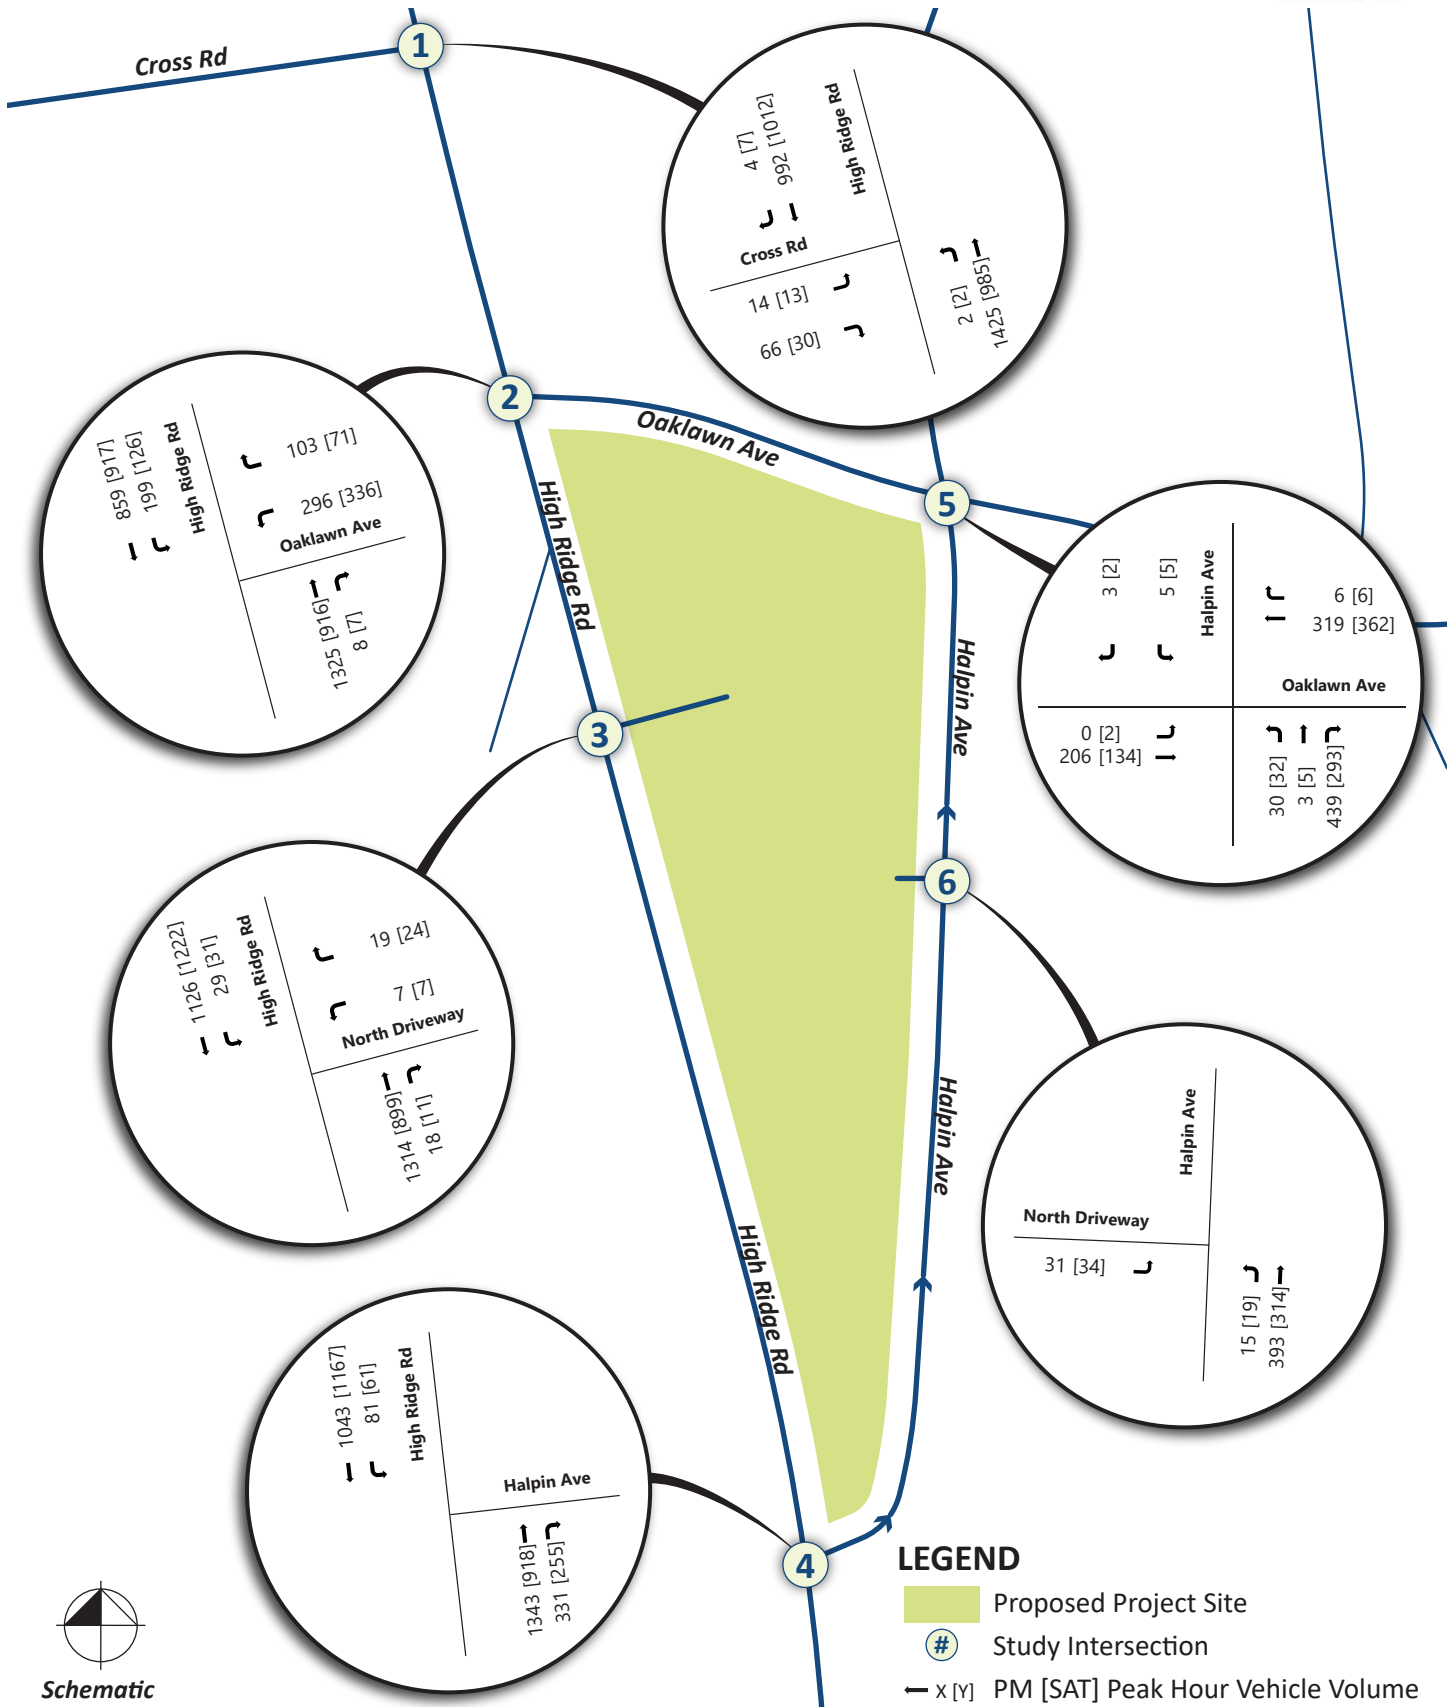 Cross Rd
1
4 [7]
992 [1012]
High Ridge Rd
Cross Rd
14 [13]
66 [30]
2 [2]
1425 [985]
2
Oaklawn Ave
859 [917]
199 [126]
High Ridge Rd
103 [71]
296 [336]
Oaklawn Ave
1325 [916]
8 [7]
High Ridge Rd
5
3 [2]
5 [5]
Halpin Ave
6 [6]
319 [362]
Oaklawn Ave
0 [2]
206 [134]
30 [32]
3 [5]
439 [293]
Halpin Ave
3
6
1126 [1222]
29 [31]
High Ridge Rd
19 [24]
7 [7]
North Driveway
1314 [899]
18 [11]
Halpin Ave
Halpin Ave
North Driveway
31 [34]
15 [19]
393 [314]
High Ridge Rd
1043 [1167]
81 [61]
High Ridge Rd
Halpin Ave
1343 [918]
331 [255]
4
LEGEND
Proposed Project Site
# Study Intersection
X [Y] PM [SAT] Peak Hour Vehicle Volume
Schematic